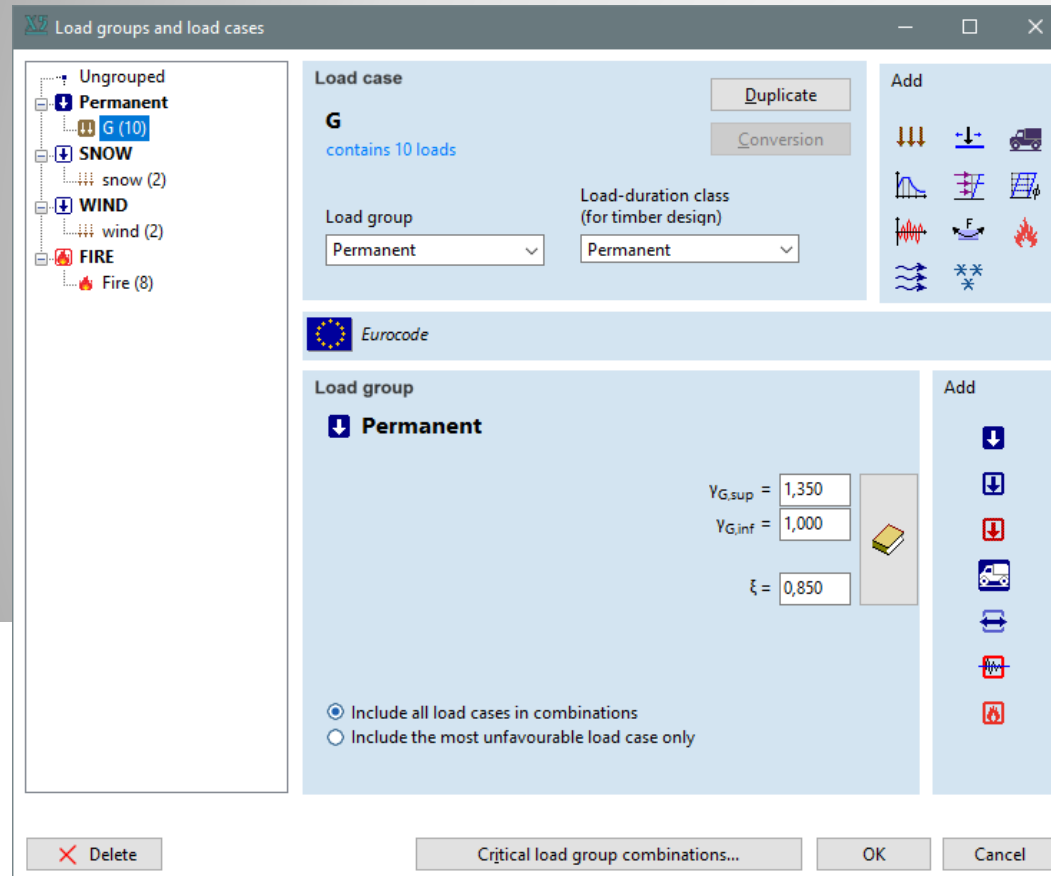 Load groups and load cases
Ungrouped
Permanent
G (10)
SNOW
snow (2)
WIND
wind (2)
FIRE
Fire (8)
Load case
G
contains 10 loads
Duplicate
Conversion
Load group
Permanent
Load-duration class
(for timber design)
Permanent
Add
F
ϕ
Eurocode
Load group
Permanent
γG,sup = 1,350
γG,inf = 1,000
ξ = 0,850
Include all load cases in combinations
Include the most unfavourable load case only
Add
Delete
Critical load group combinations...
OK
Cancel